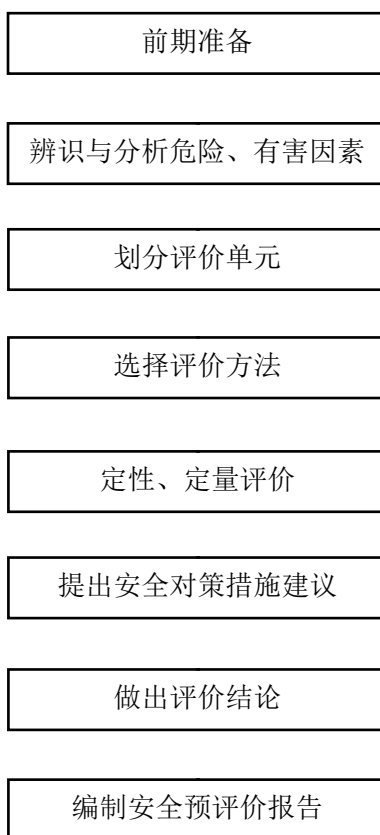 前期准备
辨识与分析危险、有害因素
划分评价单元
选择评价方法
定性、定量评价
提出安全对策措施建议
做出评价结论
编制安全预评价报告